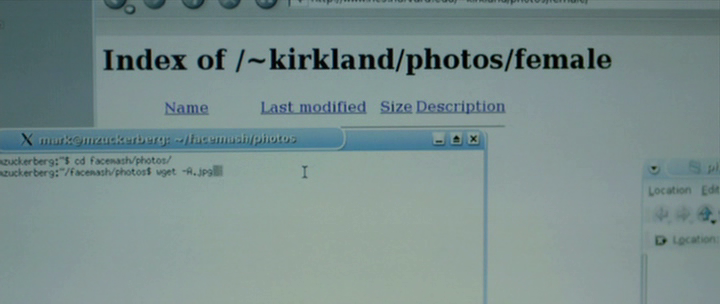 Index of /~kirkland/photos/female
Name Last modified Size Description
mark@mzuckerberg: ~/facemash/photos
mzuckerberg:~$ cd facemash/photos/
mzuckerberg:~/facemash/photos$ wget -A.jpg
Location Edi
Location: